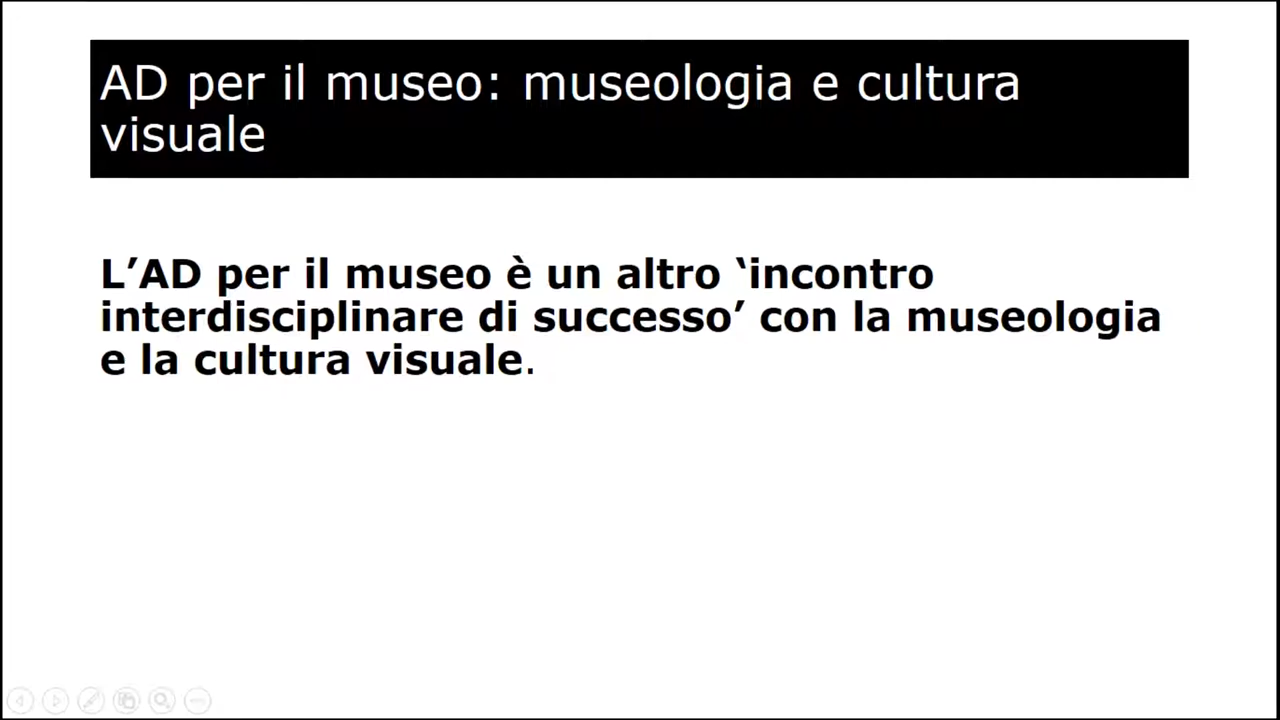 AD per il museo: museologia e cultura
visuale
L’AD per il museo è un altro ‘incontro
interdisciplinare di successo’ con la museologia
e la cultura visuale.